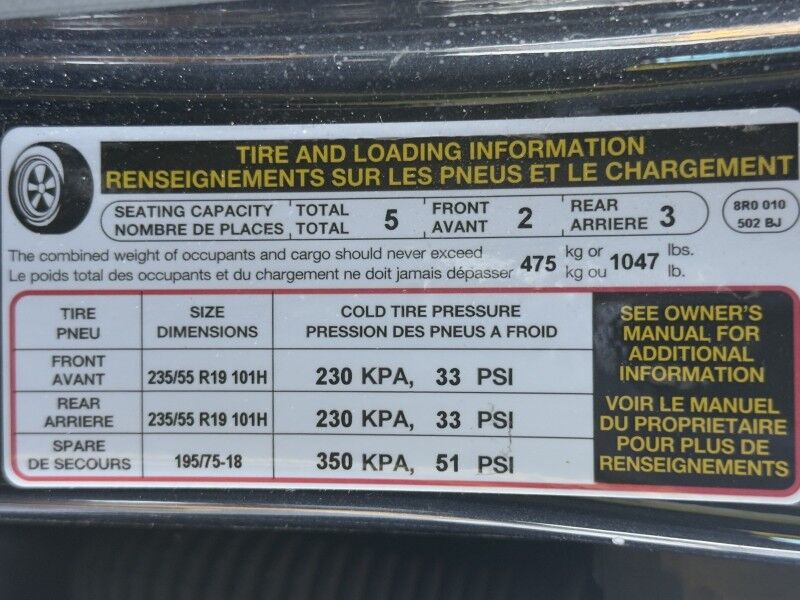 TIRE AND LOADING INFORMATION
RENSEIGNEMENTS SUR LES PNEUS ET LE CHARGEMENT
SEATING CAPACITY TOTAL 5 FRONT 2 REAR 3
NOMBRE DE PLACES TOTAL AVANT ARRIERE
8R0 010
502 BJ
The combined weight of occupants and cargo should never exceed 475 kg or 1047 lbs.
Le poids total des occupants et du chargement ne doit jamais dépasser kg ou lb.
TIRE SIZE COLD TIRE PRESSURE
PNEU DIMENSIONS PRESSION DES PNEUS A FROID
FRONT
AVANT 235/55 R19 101H 230 KPA, 33 PSI
REAR
ARRIERE 235/55 R19 101H 230 KPA, 33 PSI
SPARE
DE SECOURS 195/75-18 350 KPA, 51 PSI
SEE OWNER'S
MANUAL FOR
ADDITIONAL
INFORMATION
VOIR LE MANUEL
DU PROPRIETAIRE
POUR PLUS DE
RENSEIGNEMENTS